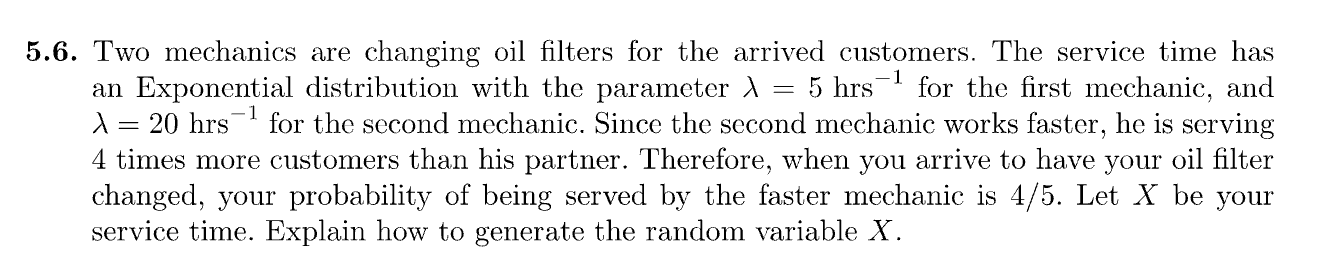 5.6. Two mechanics are changing oil filters for the arrived customers. The service time has
an Exponential distribution with the parameter λ = 5 hrs⁻¹ for the first mechanic, and
λ = 20 hrs⁻¹ for the second mechanic. Since the second mechanic works faster, he is serving
4 times more customers than his partner. Therefore, when you arrive to have your oil filter
changed, your probability of being served by the faster mechanic is 4/5. Let X be your
service time. Explain how to generate the random variable X.